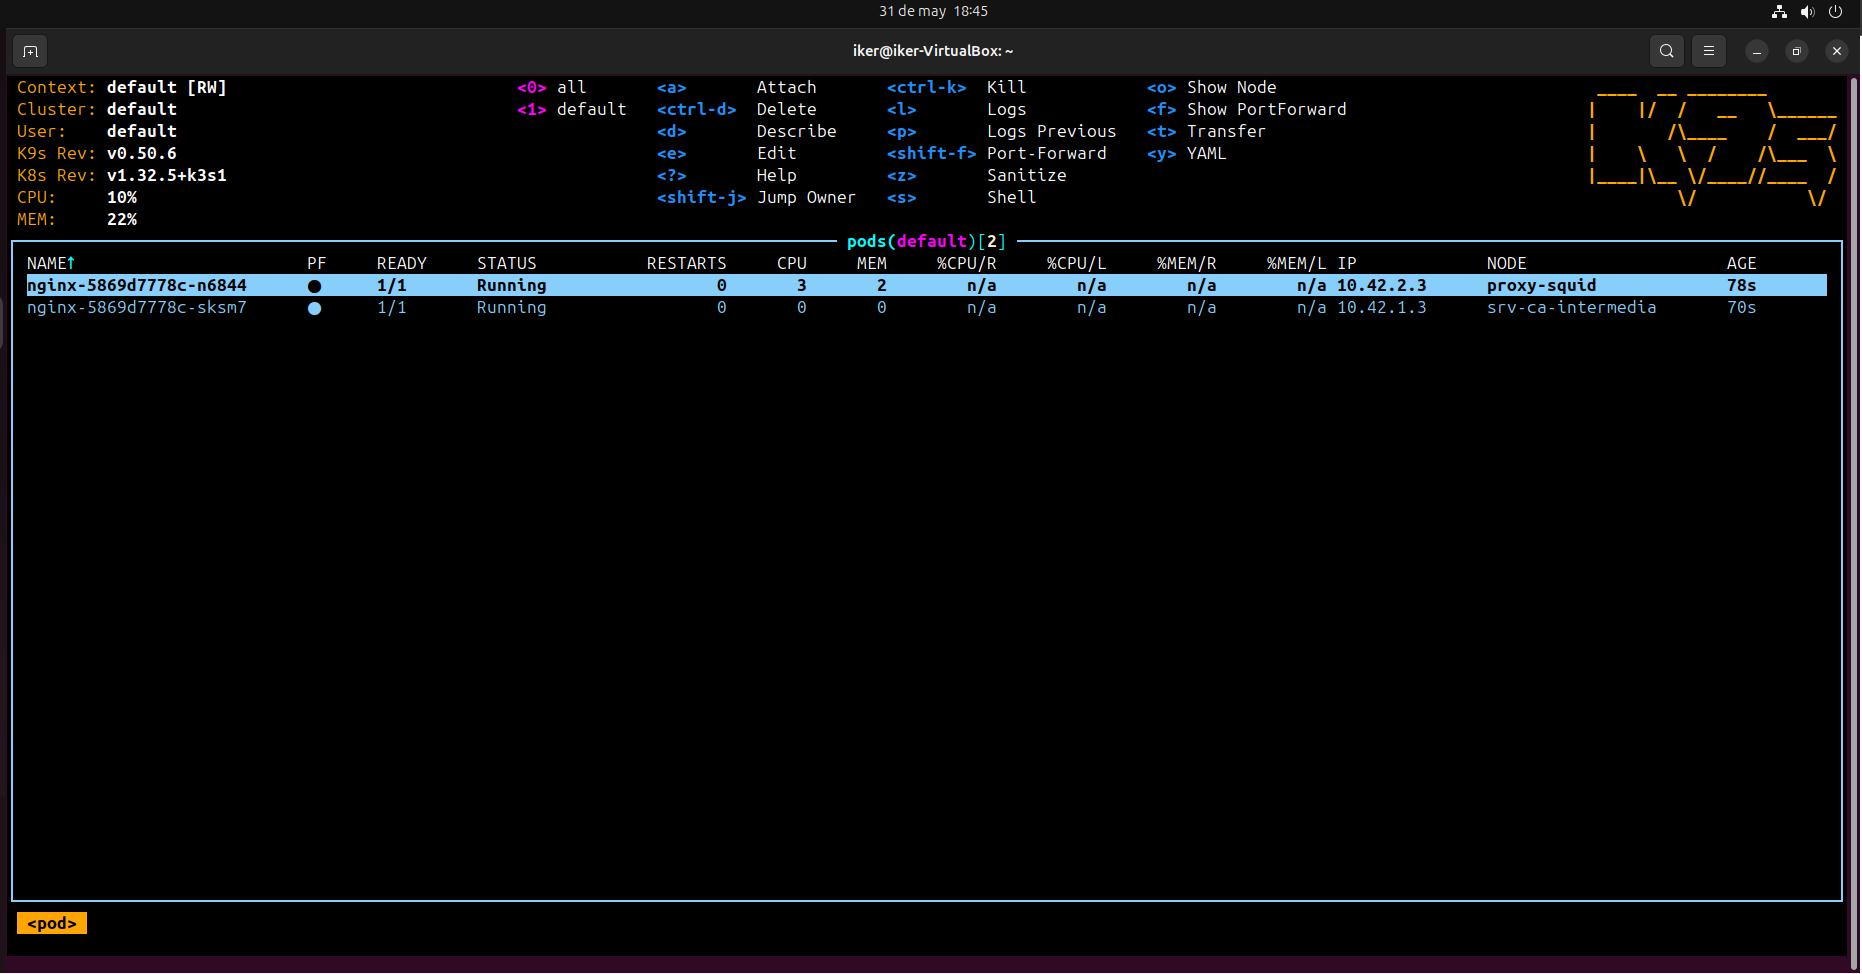 31 de may 18:45
iker@iker-VirtualBox: ~
Context: default [RW] <0> all <a> Attach <ctrl-k> Kill <o> Show Node
Cluster: default <1> default <ctrl-d> Delete <l> Logs <f> Show PortForward
User: default <d> Describe <p> Logs Previous <t> Transfer
K9s Rev: v0.50.6 <e> Edit <shift-f> Port-Forward <y> YAML
K8s Rev: v1.32.5+k3s1 <?> Help <z> Sanitize
CPU: 10% <shift-j> Jump Owner <s> Shell
MEM: 22%
pods(default)[2]
NAME↑ PF READY STATUS RESTARTS CPU MEM %CPU/R %CPU/L %MEM/R %MEM/L IP NODE AGE
nginx-5869d7778c-n6844 ● 1/1 Running 0 3 2 n/a n/a n/a n/a 10.42.2.3 proxy-squid 78s
nginx-5869d7778c-sksm7 ● 1/1 Running 0 0 0 n/a n/a n/a n/a 10.42.1.3 srv-ca-intermedia 70s
<pod>